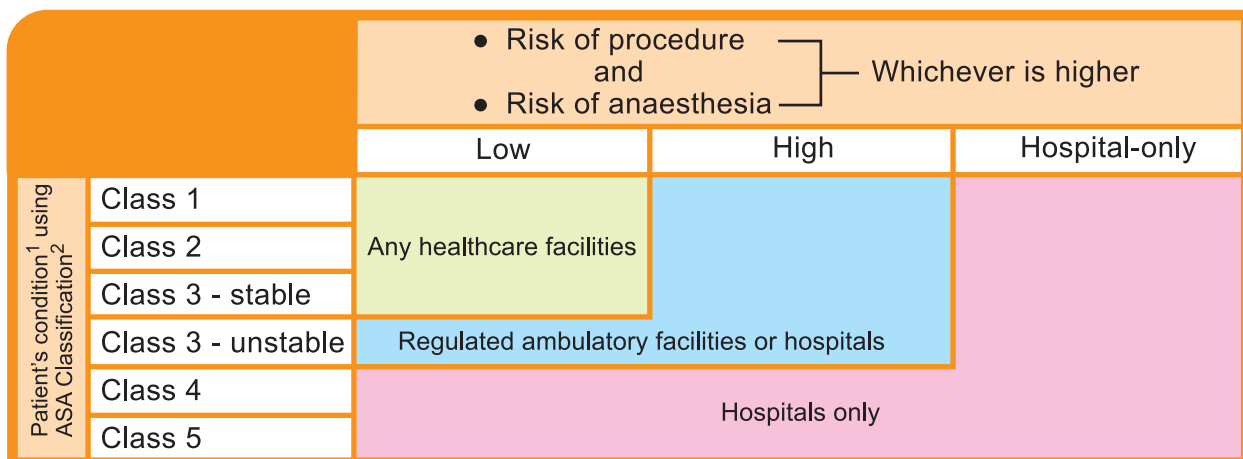 ● Risk of procedure
and
● Risk of anaesthesia
Whichever is higher
Low High Hospital-only
Patient's condition¹ using
ASA Classification²
Class 1
Class 2
Class 3 - stable
Class 3 - unstable
Class 4
Class 5
Any healthcare facilities
Regulated ambulatory facilities or hospitals
Hospitals only